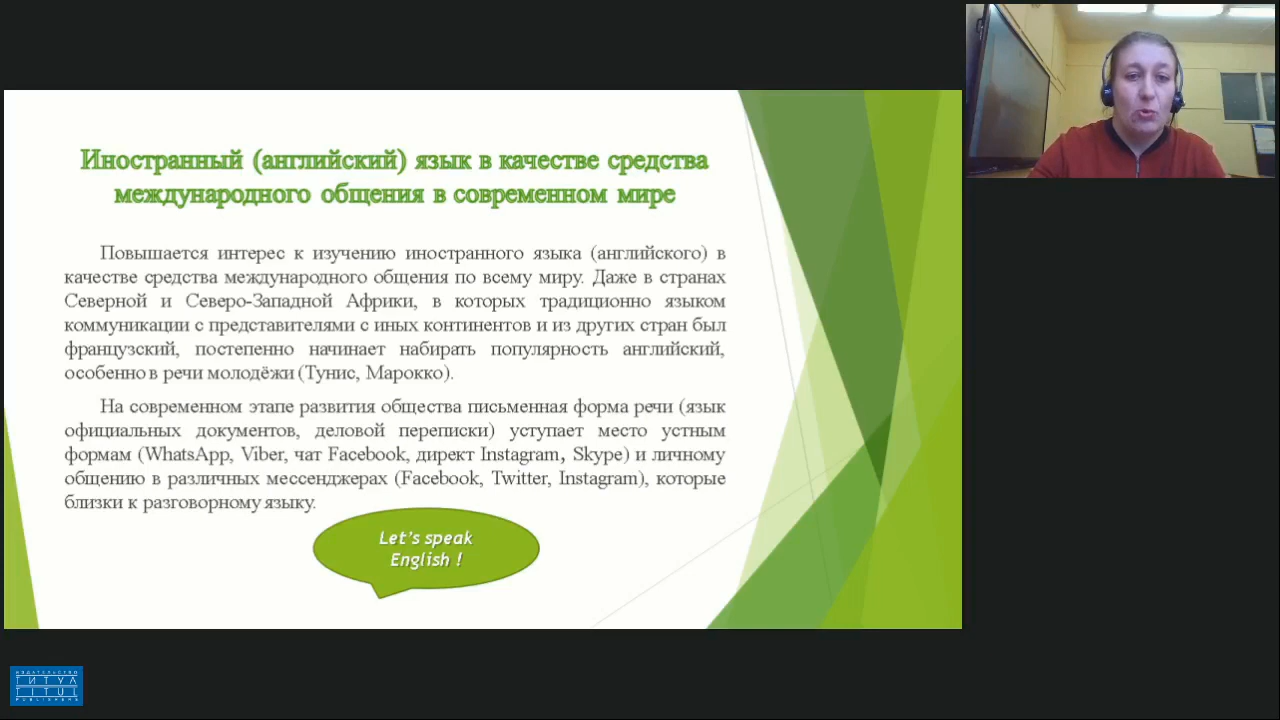 Иностранный (английский) язык в качестве средства
международного общения в современном мире
Повышается интерес к изучению иностранного языка (английского) в
качестве средства международного общения по всему миру. Даже в странах
Северной и Северо-Западной Африки, в которых традиционно языком
коммуникации с представителями с иных континентов и из других стран был
французский, постепенно начинает набирать популярность английский,
особенно в речи молодёжи (Тунис, Марокко).
На современном этапе развития общества письменная форма речи (язык
официальных документов, деловой переписки) уступает место устным
формам (WhatsApp, Viber, чат Facebook, директ Instagram, Skype) и личному
общению в различных мессенджерах (Facebook, Twitter, Instagram), которые
близки к разговорному языку.
Let’s speak
English !
ИЗДАТЕЛЬСТВО
ТИТУЛ
TITUL
PUBLISHERS